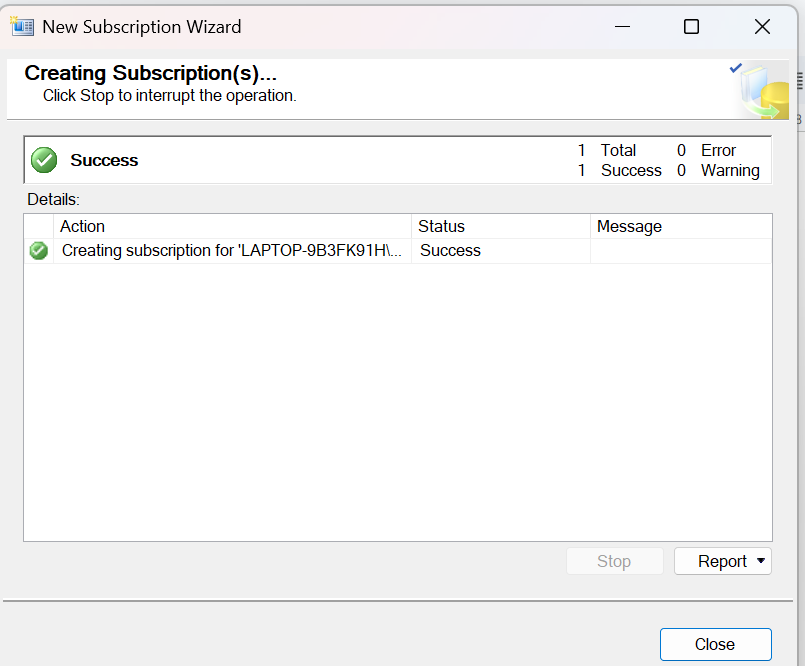 New Subscription Wizard
Creating Subscription(s)...
Click Stop to interrupt the operation.
Success
1 Total 0 Error
1 Success 0 Warning
Details:
Action Status Message
Creating subscription for 'LAPTOP-9B3FK91H\... Success
Stop Report
Close